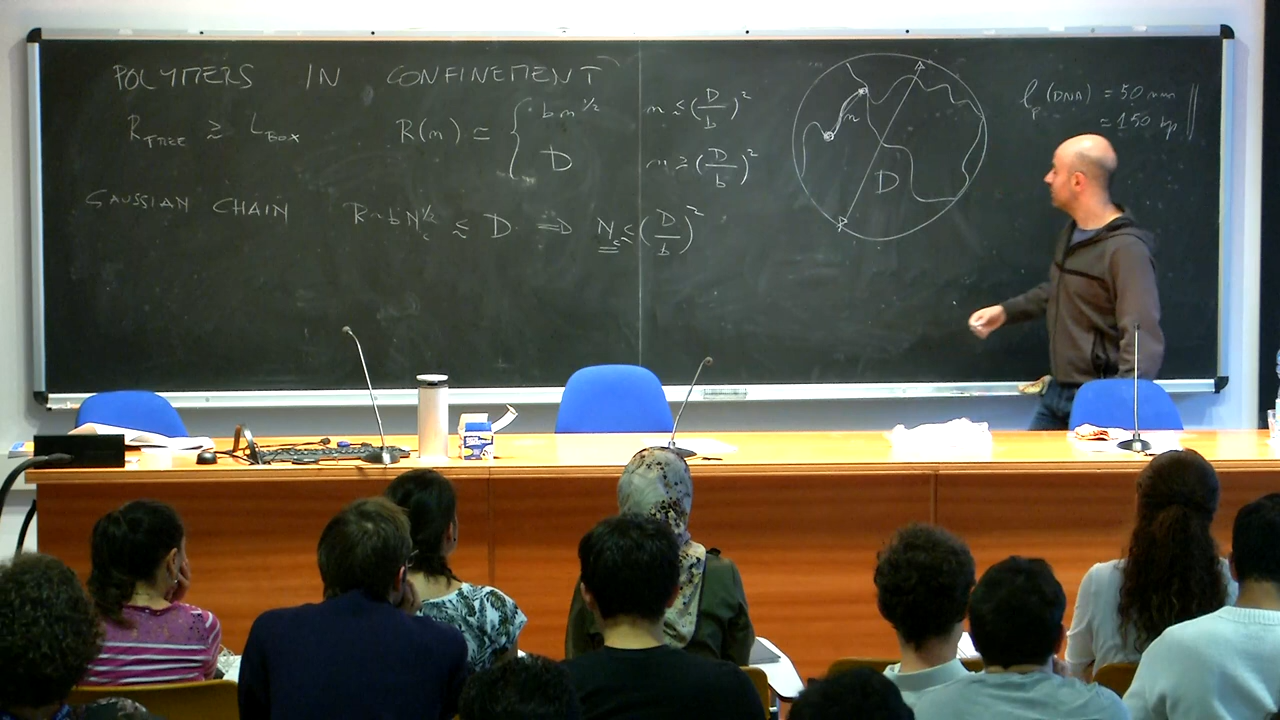 POLYMERS IN CONFINEMENT
R_FREE ≳ L_BOX
R(m) = { b m^{1/2}   m ≲ (D/b)^2
D   m ≳ (D/b)^2
GAUSSIAN CHAIN   R ~ b N_c^{1/2} ≲ D ⇒ N_c ≲ (D/b)^2
m
D
l_p (DNA) = 50 nm
= 150 bp